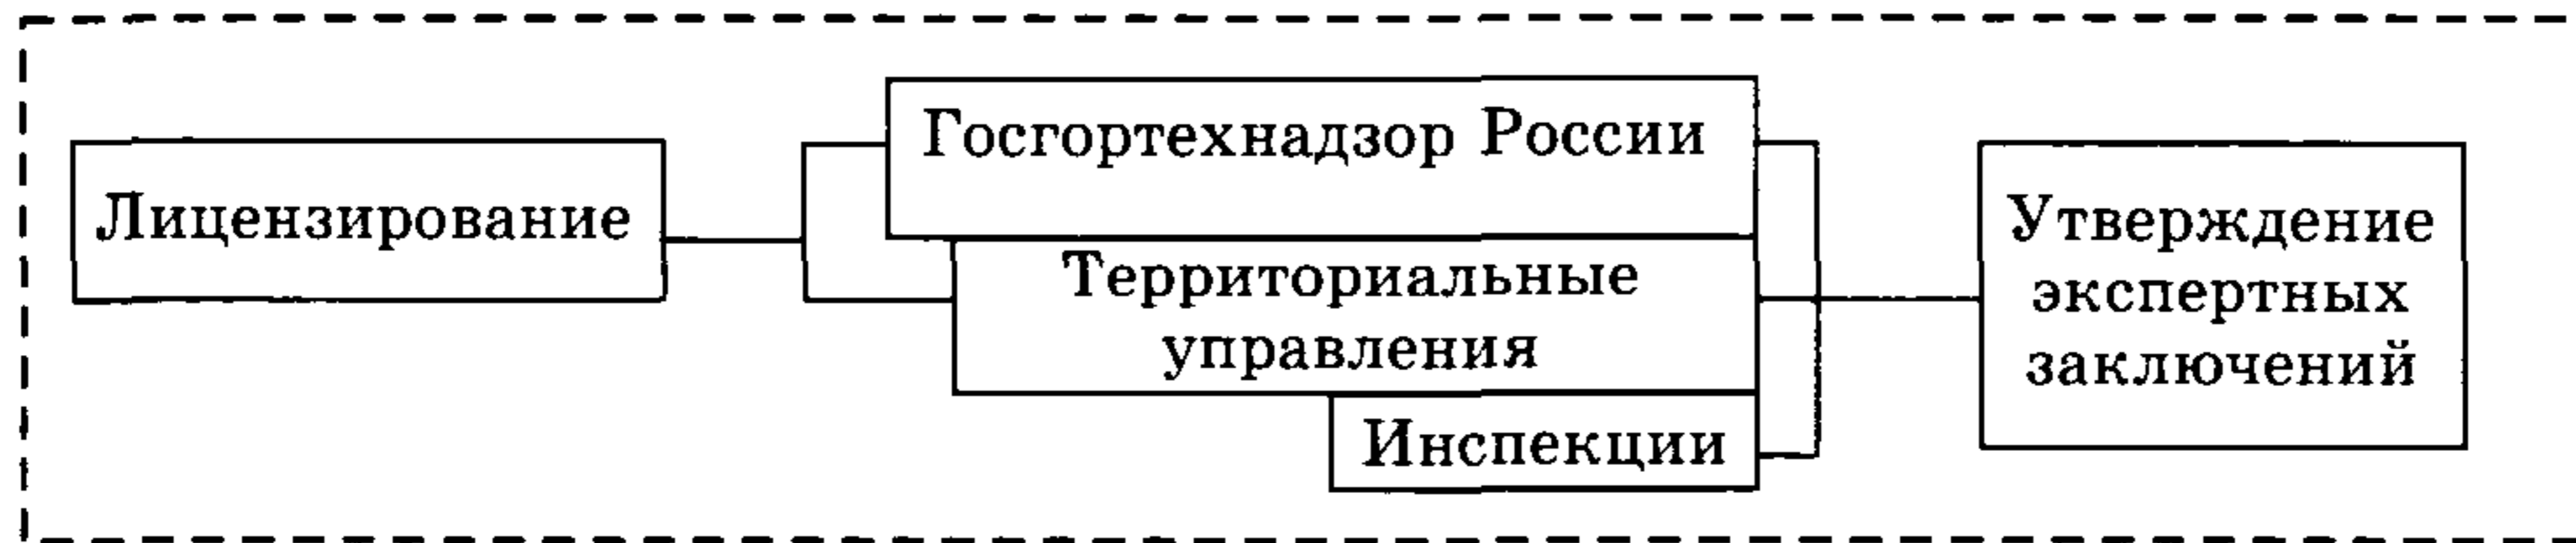 Лицензирование
Госгортехнадзор России
Территориальные
управления
Инспекции
Утверждение
экспертных
заключений